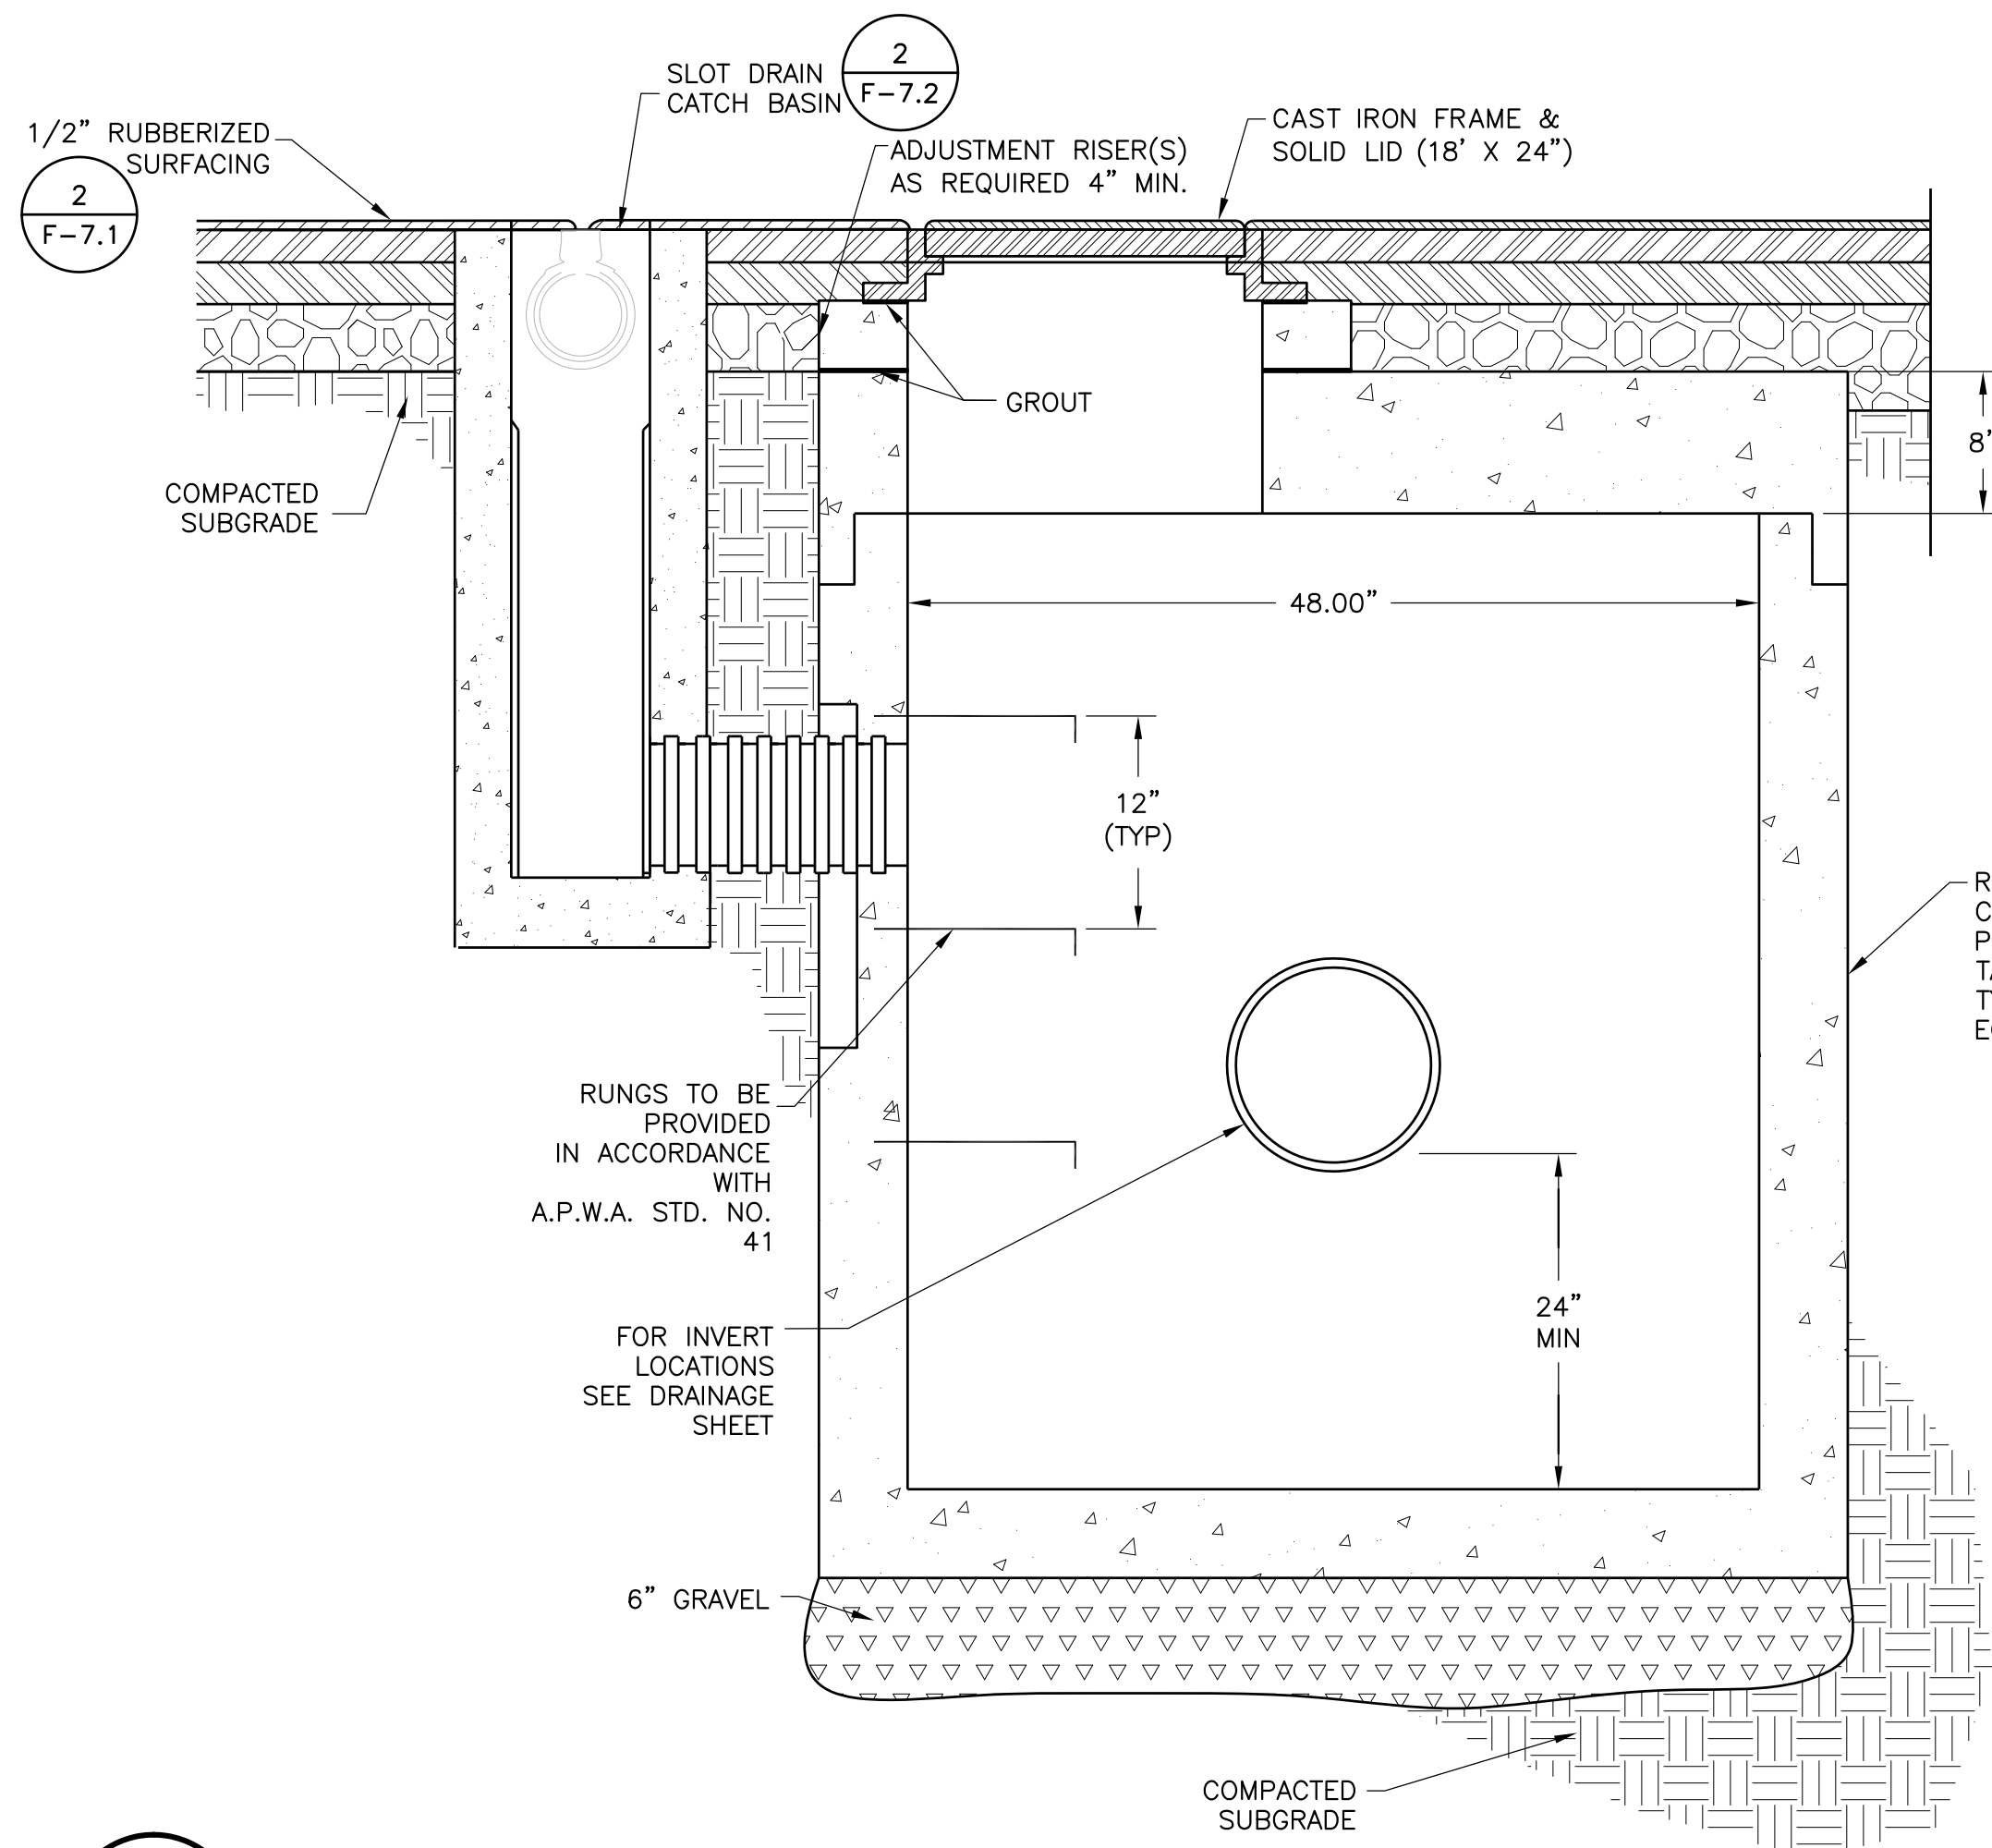 SLOT DRAIN
CATCH BASIN
2
F-7.2
1/2" RUBBERIZED
SURFACING
2
F-7.1
ADJUSTMENT RISER(S)
AS REQUIRED 4" MIN.
CAST IRON FRAME &
SOLID LID (18' X 24")
GROUT
8'
COMPACTED
SUBGRADE
48.00"
12"
(TYP)
RUNGS TO BE
PROVIDED
IN ACCORDANCE
WITH
A.P.W.A. STD. NO.
41
FOR INVERT
LOCATIONS
SEE DRAINAGE
SHEET
24"
MIN
6" GRAVEL
COMPACTED
SUBGRADE